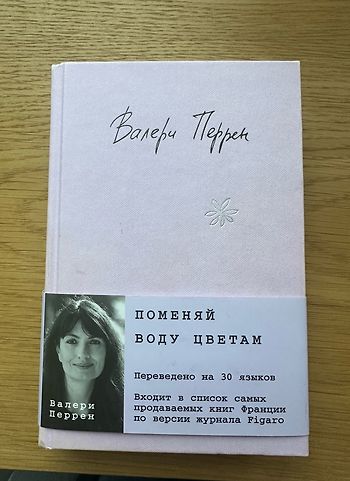 Валери Перрен
ПОМЕНЯЙ
ВОДУ ЦВЕТАМ
Переведено на 30 языков
Входит в список самых
продаваемых книг Франции
по версии журнала Figaro
Валери
Перрен